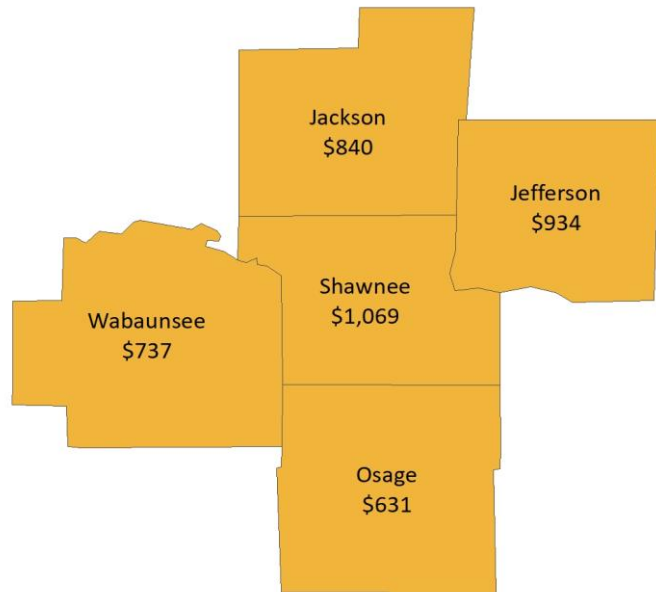 Jackson
$840
Jefferson
$934
Shawnee
$1,069
Wabaunsee
$737
Osage
$631